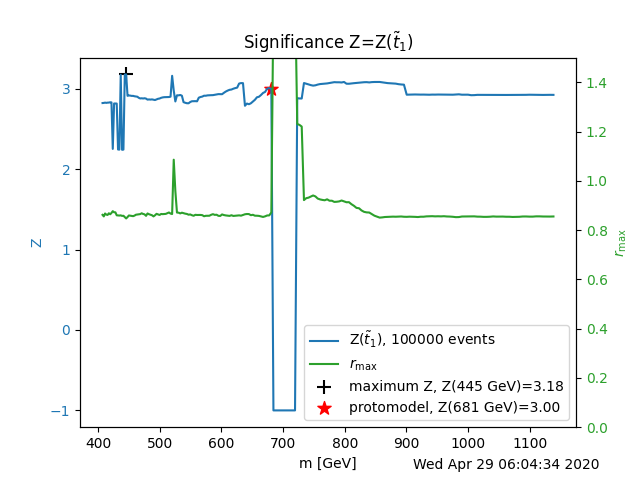 Significance Z=Z(t̃₁)
3
2
1
0
−1
Z
1.4
1.2
1.0
0.8
0.6
0.4
0.2
0.0
r_max
Z(t̃₁), 100000 events
r_max
maximum Z, Z(445 GeV)=3.18
protomodel, Z(681 GeV)=3.00
400 500 600 700 800 900 1000 1100
m [GeV]
Wed Apr 29 06:04:34 2020